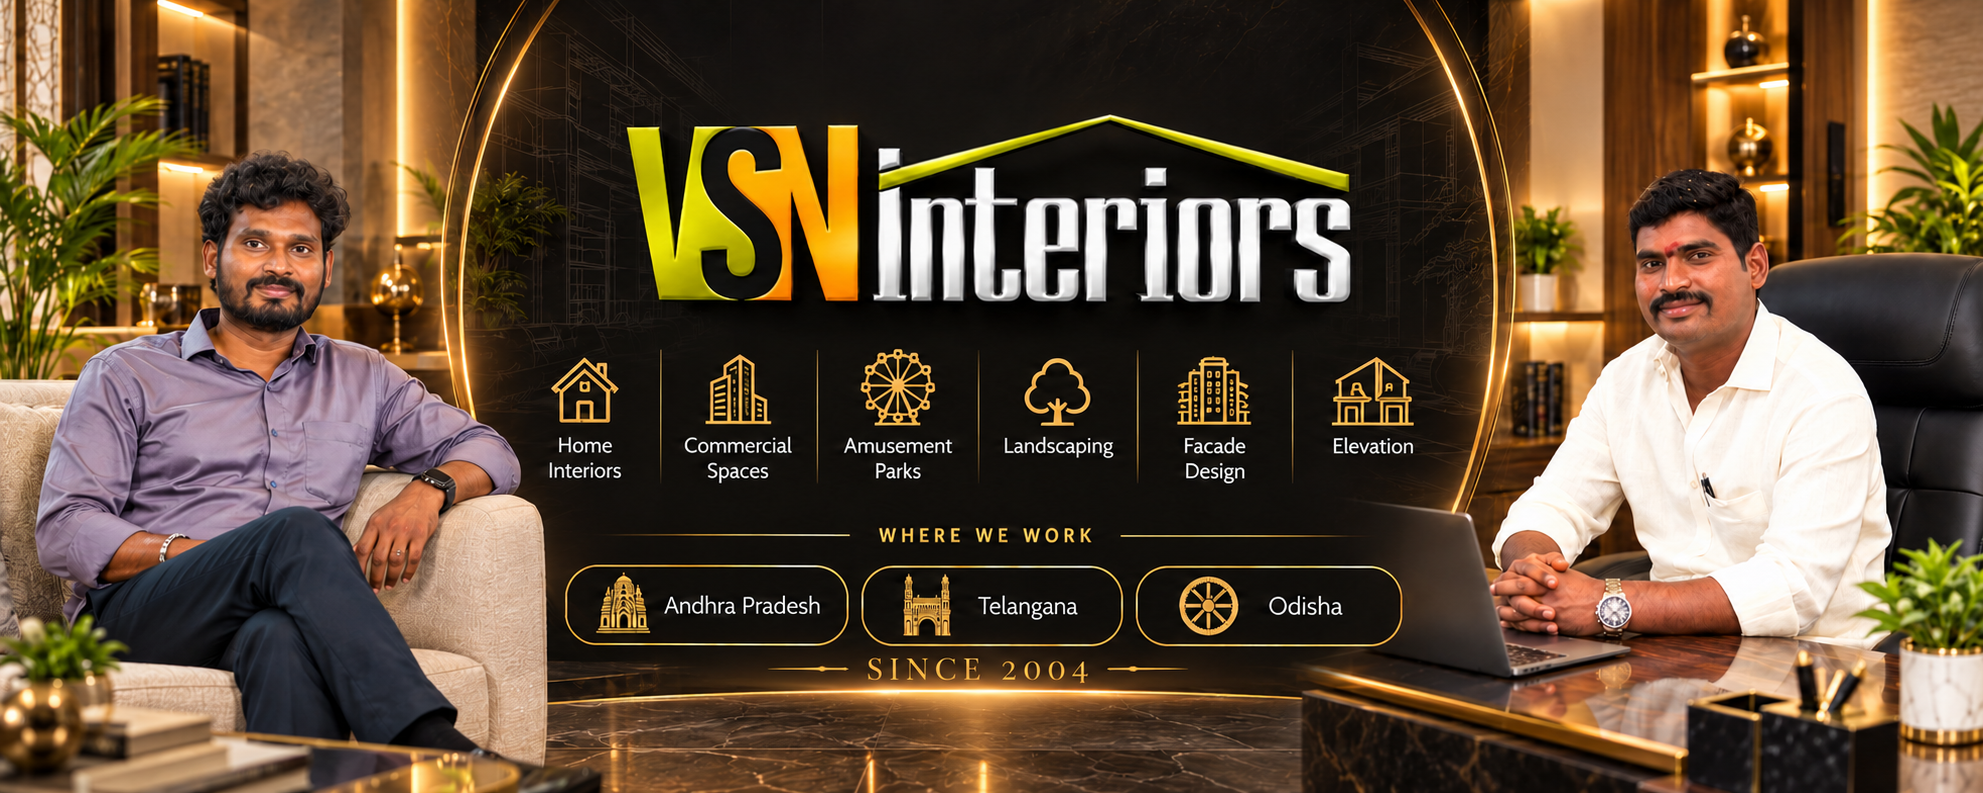 VSN interiors
Home Interiors
Commercial Spaces
Amusement Parks
Landscaping
Facade Design
Elevation
WHERE WE WORK
Andhra Pradesh
Telangana
Odisha
SINCE 2004